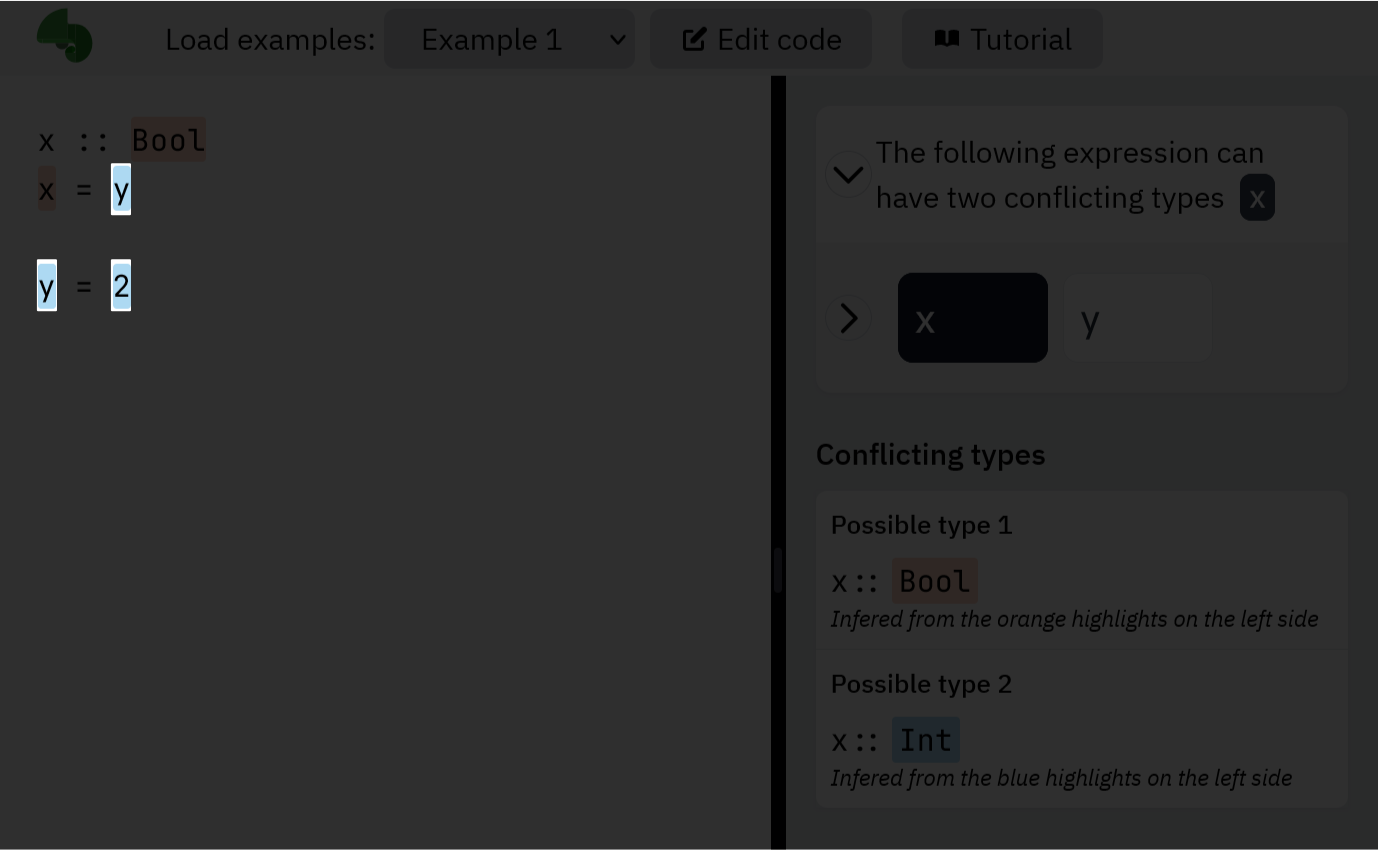 Load examples: Example 1 Edit code Tutorial
x :: Bool
x = y
y = 2
The following expression can
have two conflicting types x
x y
Conflicting types
Possible type 1
x :: Bool
Infered from the orange highlights on the left side
Possible type 2
x :: Int
Infered from the blue highlights on the left side